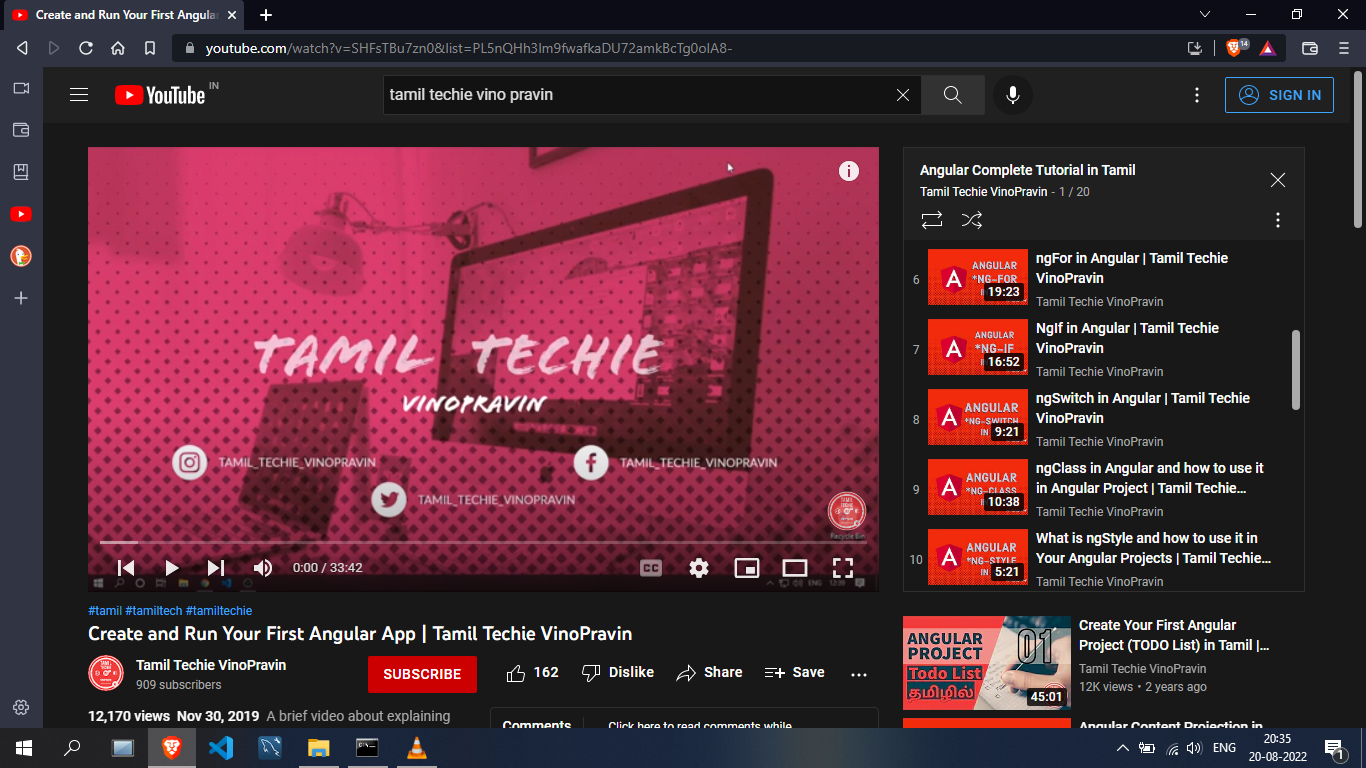 Create and Run Your First Angular
youtube.com/watch?v=SHFsTBu7zn0&list=PL5nQHh3Im9fwafkaDU72amkBcTg0oIA8-
14
YouTube IN
tamil techie vino pravin
SIGN IN
TAMIL TECHIE
VINOPRAVIN
TAMIL_TECHIE_VINOPRAVIN
TAMIL_TECHIE_VINOPRAVIN
TAMIL_TECHIE_VINOPRAVIN
Recycle Bin
0:00 / 33:42
CC
#tamil #tamiltech #tamiltechie
Create and Run Your First Angular App | Tamil Techie VinoPravin
Tamil Techie VinoPravin
909 subscribers
SUBSCRIBE
162
Dislike
Share
Save
12,170 views Nov 30, 2019 A brief video about explaining
Comments
Click here to read comments while
Angular Complete Tutorial in Tamil
Tamil Techie VinoPravin - 1 / 20
6
ANGULAR
*NG-FOR
19:23
ngFor in Angular | Tamil Techie
VinoPravin
Tamil Techie VinoPravin
7
ANGULAR
*NG-IF
16:52
NgIf in Angular | Tamil Techie
VinoPravin
Tamil Techie VinoPravin
8
ANGULAR
*NG-SWITCH
IN
9:21
ngSwitch in Angular | Tamil Techie
VinoPravin
Tamil Techie VinoPravin
9
ANGULAR
*NG-CLASS
10:38
ngClass in Angular and how to use it
in Angular Project | Tamil Techie...
Tamil Techie VinoPravin
10
ANGULAR
*NG-STYLE
IN
5:21
What is ngStyle and how to use it in
Your Angular Projects | Tamil Techie...
Tamil Techie VinoPravin
ANGULAR
PROJECT
01
Todo List
தமிழில்
45:01
Create Your First Angular
Project (TODO List) in Tamil |...
Tamil Techie VinoPravin
12K views • 2 years ago
Angular Content Projection in
ENG
20:35
20-08-2022
1